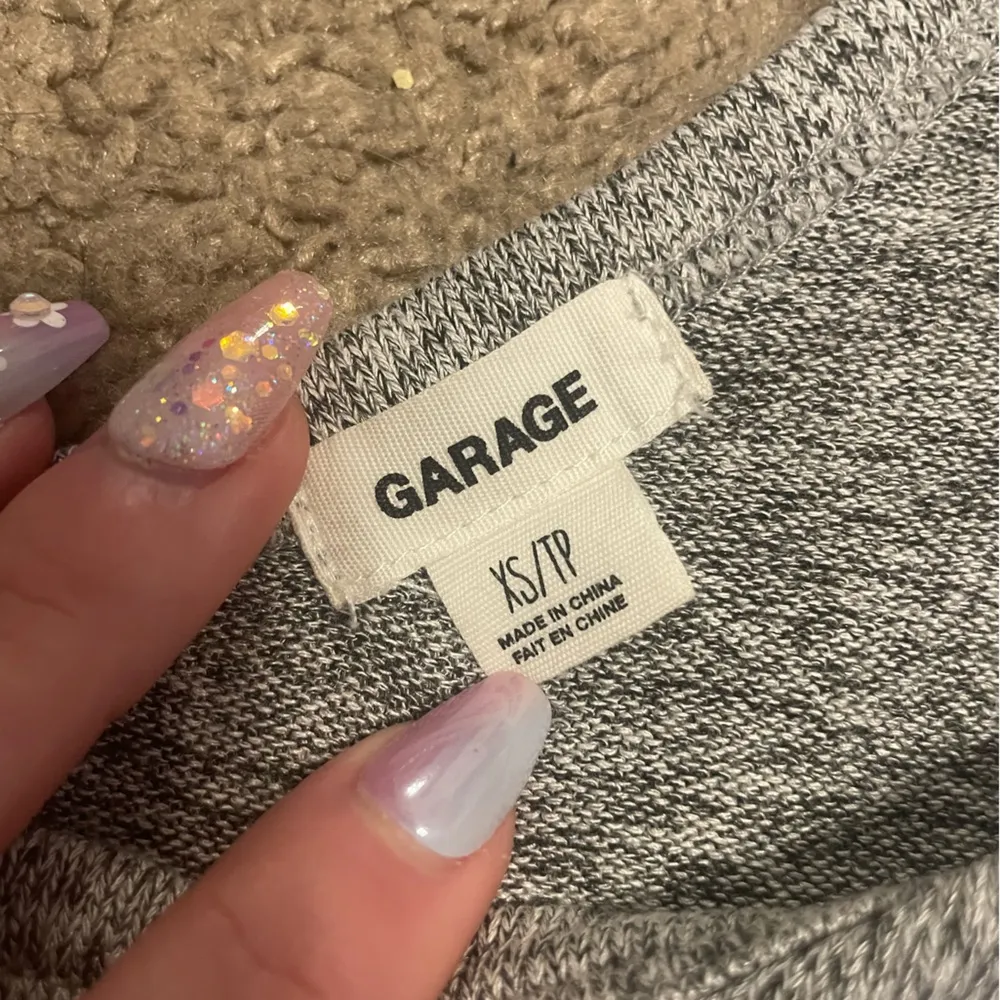 GARAGE
XS/TP
MADE IN CHINA
FAIT EN CHINE